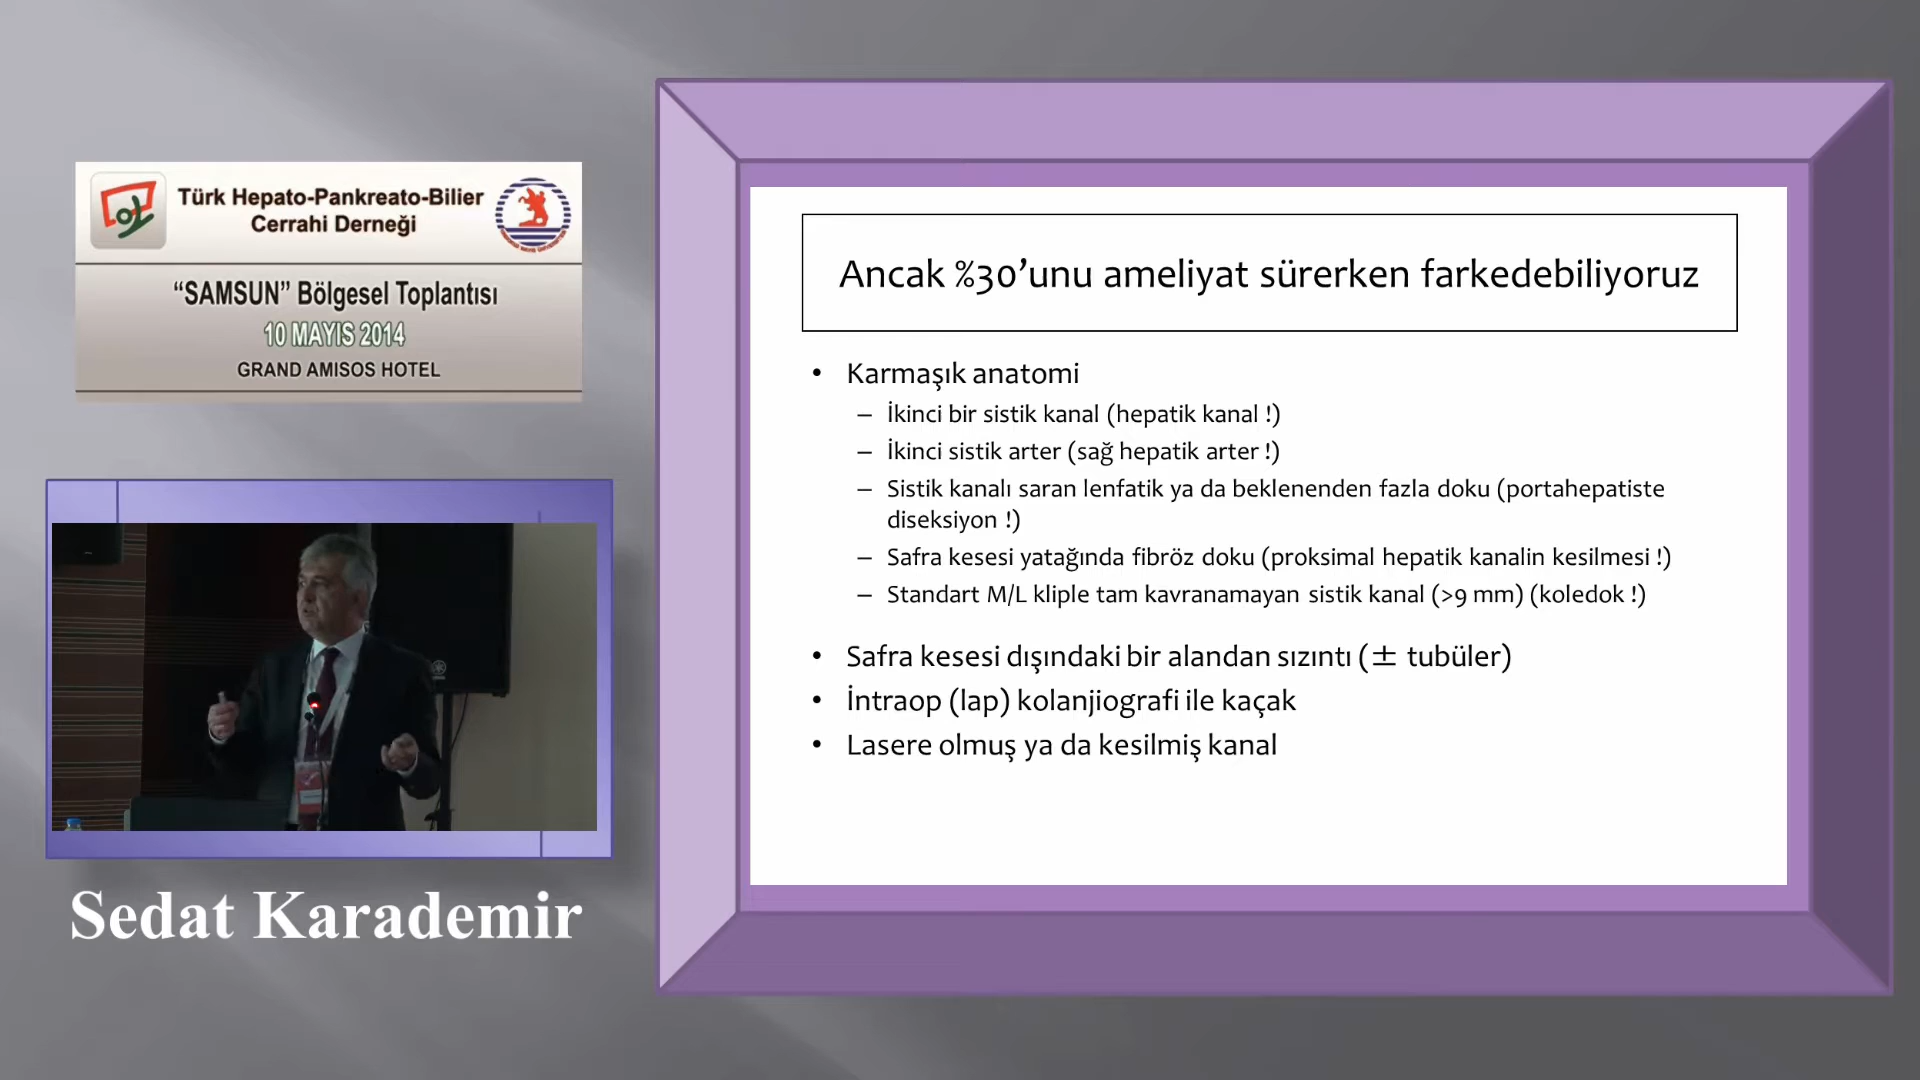 Türk Hepato-Pankreato-Bilier
Cerrahi Derneği
“SAMSUN” Bölgesel Toplantısı
10 MAYIS 2014
GRAND AMISOS HOTEL
Sedat Karademir
Ancak %30’unu ameliyat sürerken farkedebiliyoruz
• Karmaşık anatomi
– İkinci bir sistik kanal (hepatik kanal !)
– İkinci sistik arter (sağ hepatik arter !)
– Sistik kanalı saran lenfatik ya da beklenenden fazla doku (portahepatiste
diseksiyon !)
– Safra kesesi yatağında fibröz doku (proksimal hepatik kanalin kesilmesi !)
– Standart M/L kliple tam kavranamayan sistik kanal (>9 mm) (koledok !)
• Safra kesesi dışındaki bir alandan sızıntı (± tubüler)
• İntraop (lap) kolanjiografi ile kaçak
• Lasere olmuş ya da kesilmiş kanal